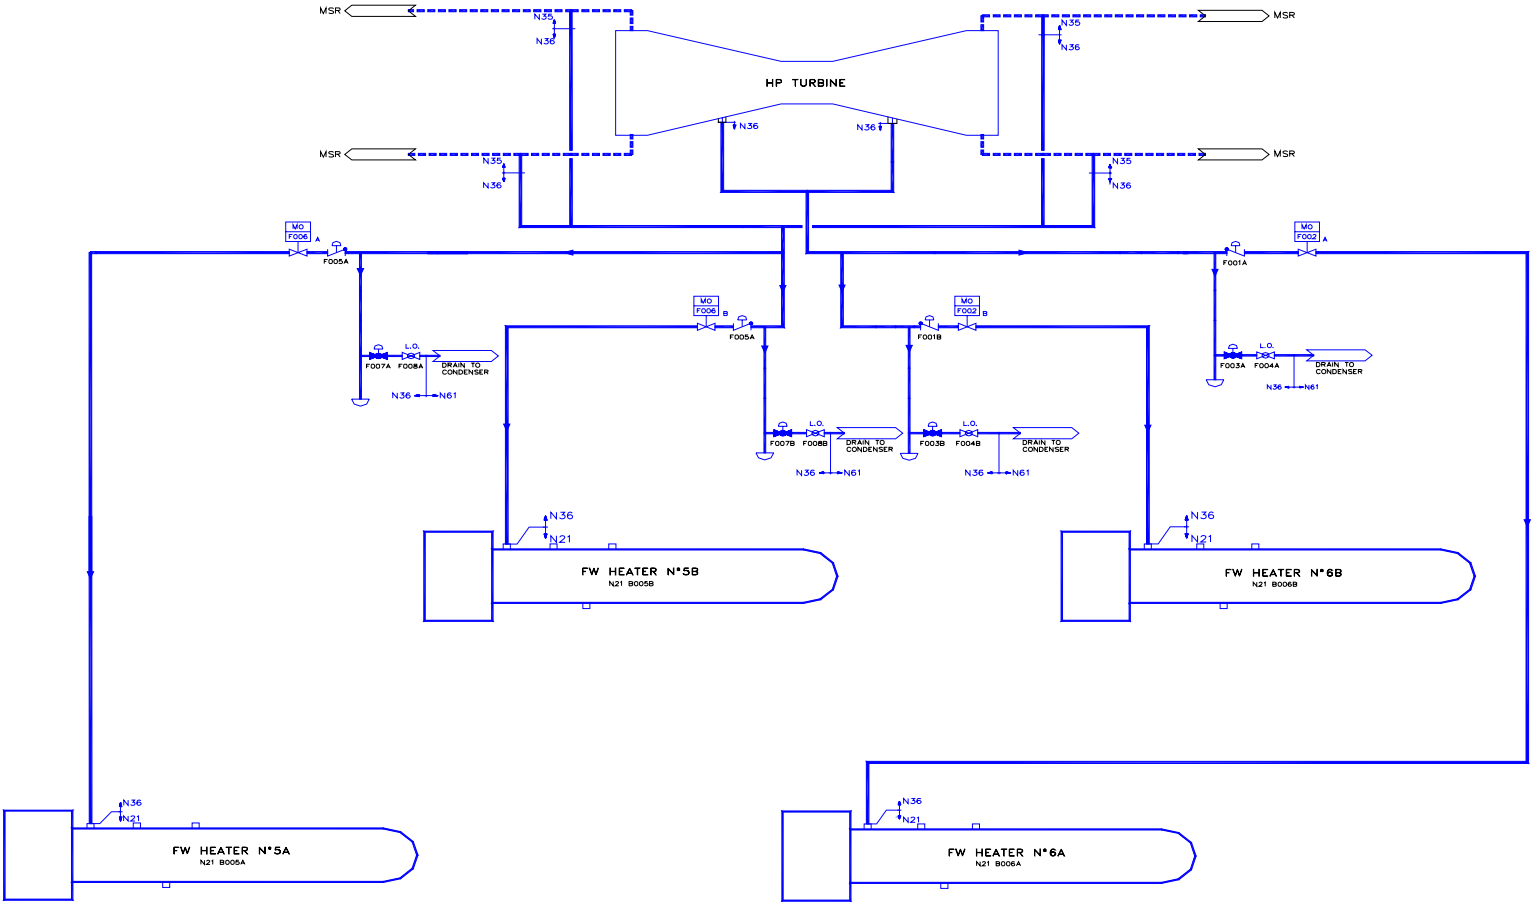 MSR
N35
N36
N35
N36
MSR
HP TURBINE
N36
N36
MSR
N35
N36
N35
N36
MSR
MO
F006
A
F005A
MO
F002
A
F001A
MO
F006
B
F005A
MO
F002
B
F001B
L.O.
F007A
F008A
DRAIN TO
CONDENSER
N36
N61
L.O.
F003A
F004A
DRAIN TO
CONDENSER
N36
N61
L.O.
F007B
F008B
DRAIN TO
CONDENSER
N36
N61
L.O.
F003B
F004B
DRAIN TO
CONDENSER
N36
N61
N36
N21
FW HEATER N°5B
N21 B005B
N36
N21
FW HEATER N°6B
N21 B006B
N36
N21
FW HEATER N°5A
N21 B005A
N36
N21
FW HEATER N°6A
N21 B006A